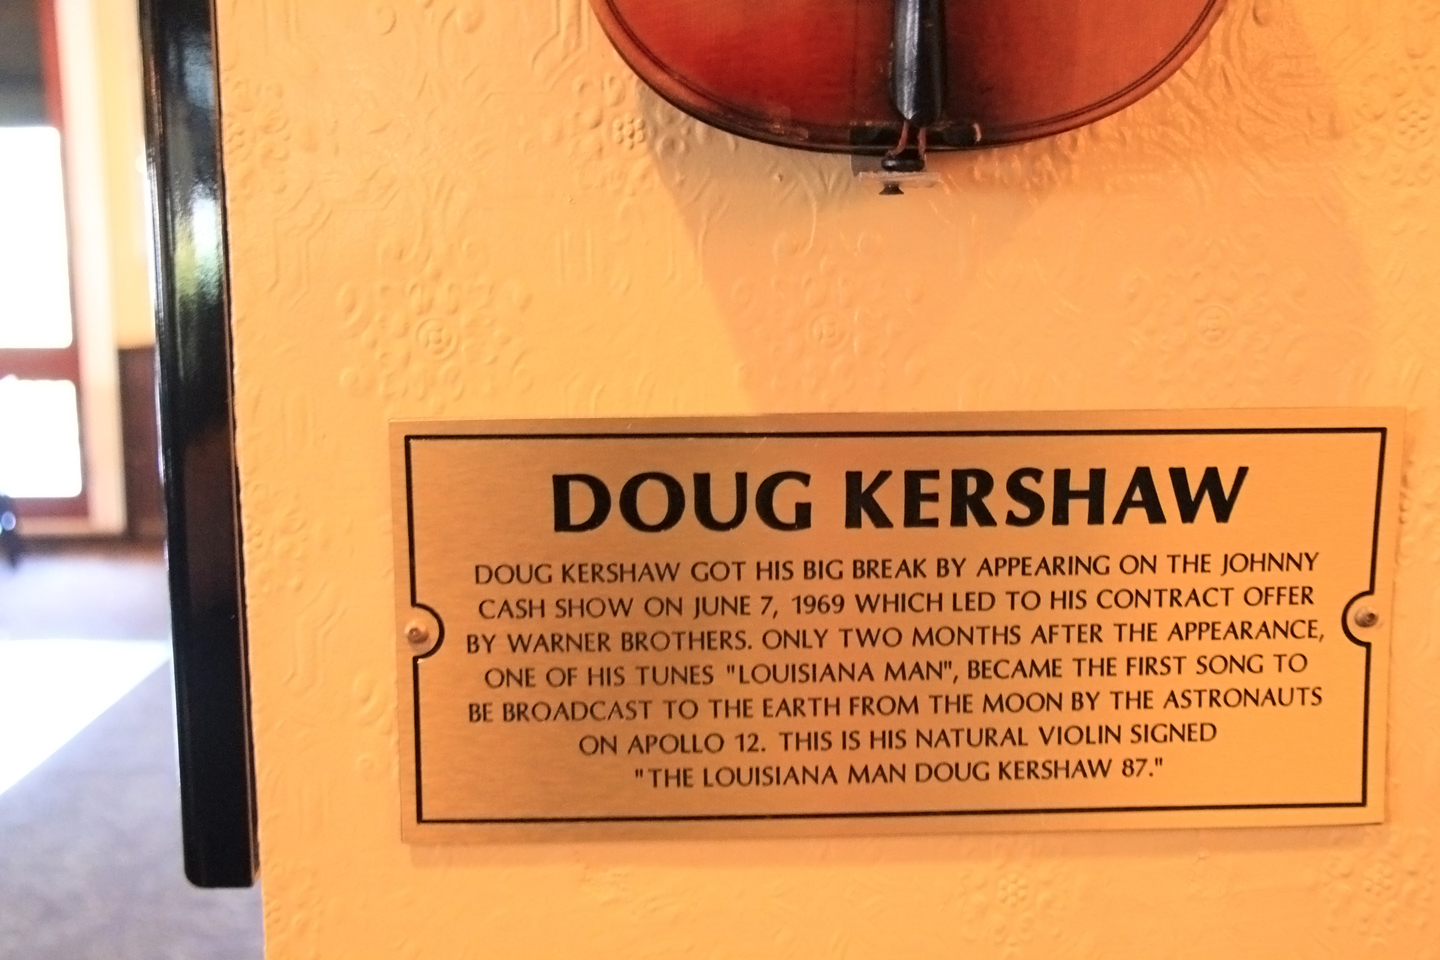 DOUG KERSHAW
DOUG KERSHAW GOT HIS BIG BREAK BY APPEARING ON THE JOHNNY
CASH SHOW ON JUNE 7, 1969 WHICH LED TO HIS CONTRACT OFFER
BY WARNER BROTHERS. ONLY TWO MONTHS AFTER THE APPEARANCE,
ONE OF HIS TUNES "LOUISIANA MAN", BECAME THE FIRST SONG TO
BE BROADCAST TO THE EARTH FROM THE MOON BY THE ASTRONAUTS
ON APOLLO 12. THIS IS HIS NATURAL VIOLIN SIGNED
"THE LOUISIANA MAN DOUG KERSHAW 87."